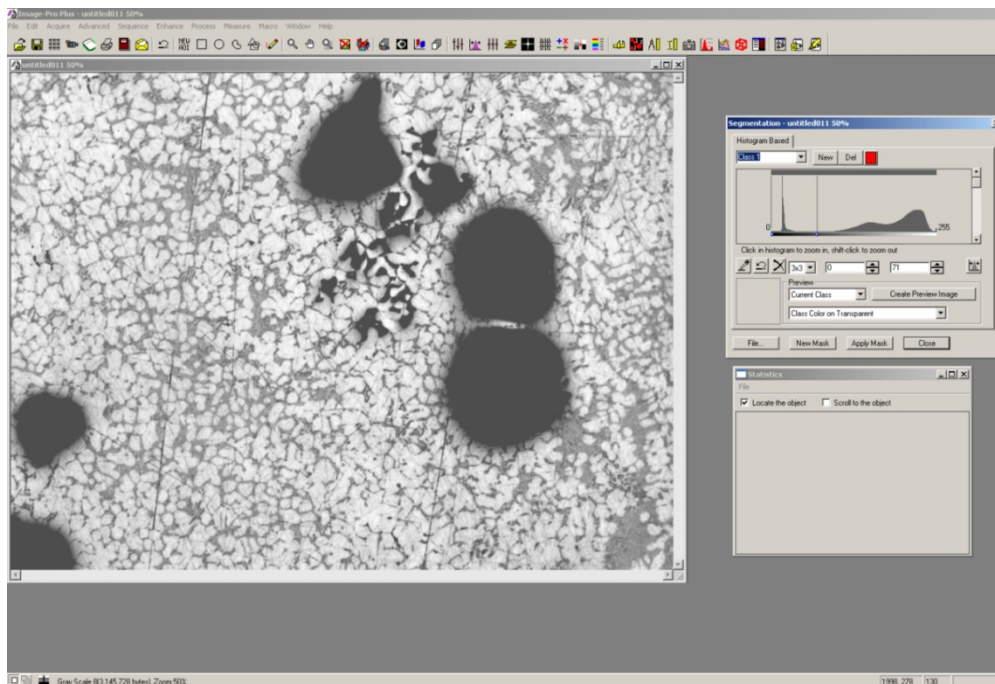 Image-Pro Plus - untitled011 50%
File Edit Acquire Advanced Sequence Enhance Process Measure Macro Window Help
NEW
AOI
untitled011 50%
Segmentation - untitled011 50%
Histogram Based
Class 1 New Del
0 255
Click in histogram to zoom in, shift-click to zoom out
3x3 0 71
Preview
Current Class Create Preview Image
Class Color on Transparent
File... New Mask Apply Mask Close
Statistics
File
Locate the object Scroll to the object
Gray Scale 8(3,145,728 bytes), Zoom:50%
1998, 278 130